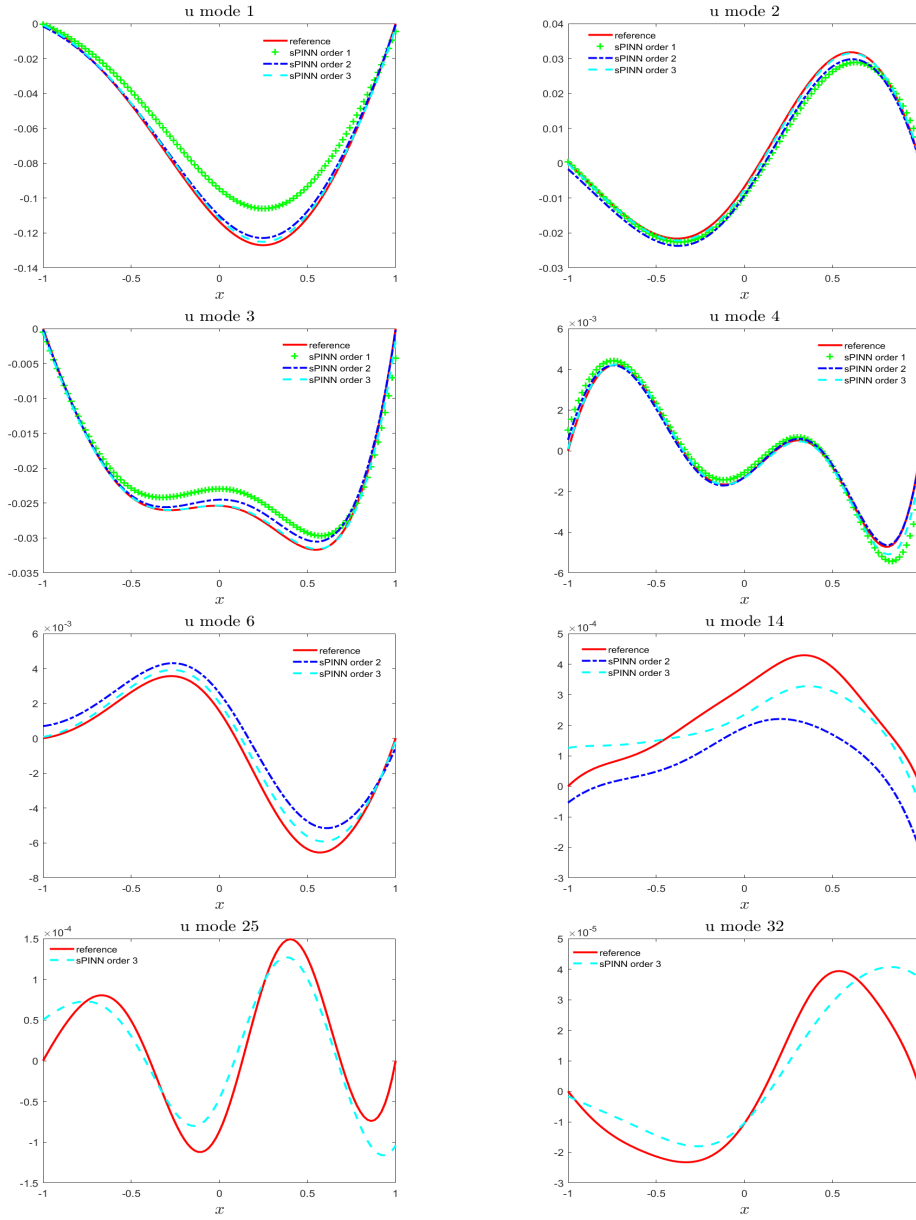 u mode 1
0
-0.02
-0.04
-0.06
-0.08
-0.1
-0.12
-0.14
-1 -0.5 0 0.5 1
x
reference
sPINN order 1
sPINN order 2
sPINN order 3
u mode 2
0.04
0.03
0.02
0.01
0
-0.01
-0.02
-0.03
-1 -0.5 0 0.5
x
reference
sPINN order 1
sPINN order 2
sPINN order 3
u mode 3
0
-0.005
-0.01
-0.015
-0.02
-0.025
-0.03
-0.035
-1 -0.5 0 0.5 1
x
reference
sPINN order 1
sPINN order 2
sPINN order 3
u mode 4
×10-3
6
4
2
0
-2
-4
-6
-1 -0.5 0 0.5
x
reference
sPINN order 1
sPINN order 2
sPINN order 3
u mode 6
×10-3
6
4
2
0
-2
-4
-6
-8
-1 -0.5 0 0.5 1
x
reference
sPINN order 2
sPINN order 3
u mode 14
×10-4
5
4
3
2
1
0
-1
-2
-3
-1 -0.5 0 0.5
x
reference
sPINN order 2
sPINN order 3
u mode 25
×10-4
1.5
1
0.5
0
-0.5
-1
-1.5
-1 -0.5 0 0.5 1
x
reference
sPINN order 3
u mode 32
×10-5
5
4
3
2
1
0
-1
-2
-3
-1 -0.5 0 0.5
x
reference
sPINN order 3